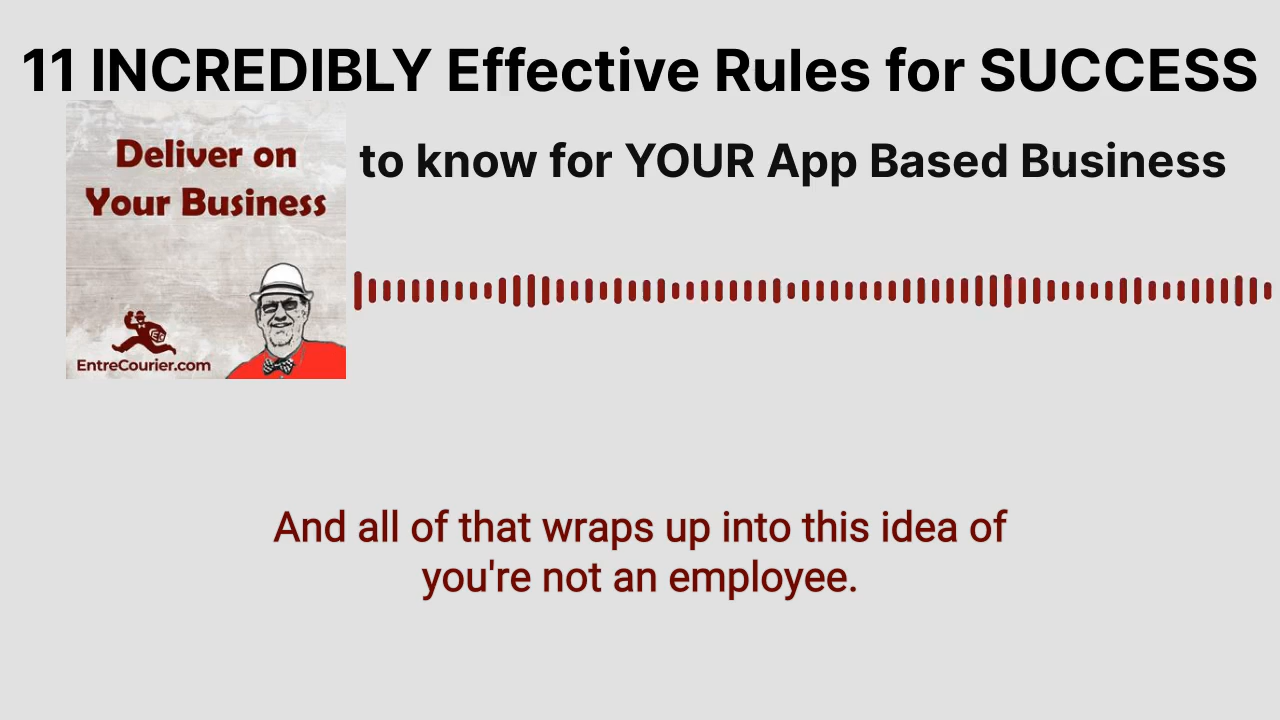 11 INCREDIBLY Effective Rules for SUCCESS
Deliver on
Your Business
EntreCourier.com
to know for YOUR App Based Business
And all of that wraps up into this idea of
you're not an employee.